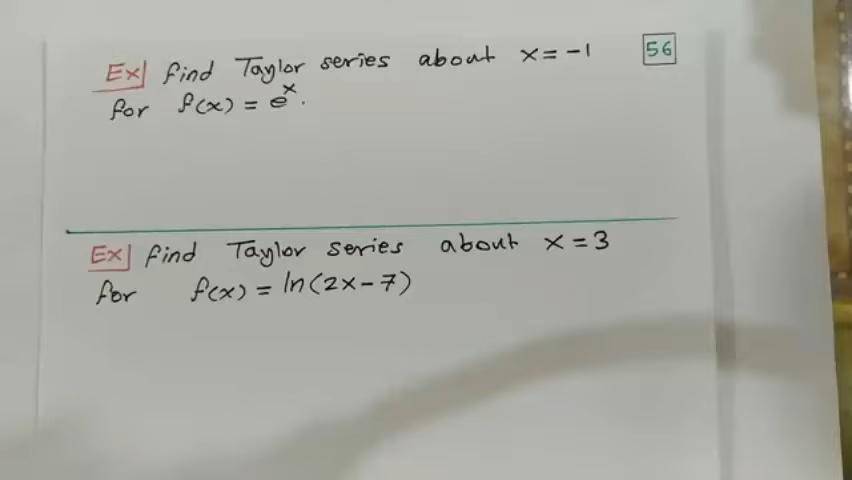 Ex find Taylor series about x = -1 56
for f(x) = e^x.
Ex find Taylor series about x = 3
for f(x) = ln(2x-7)